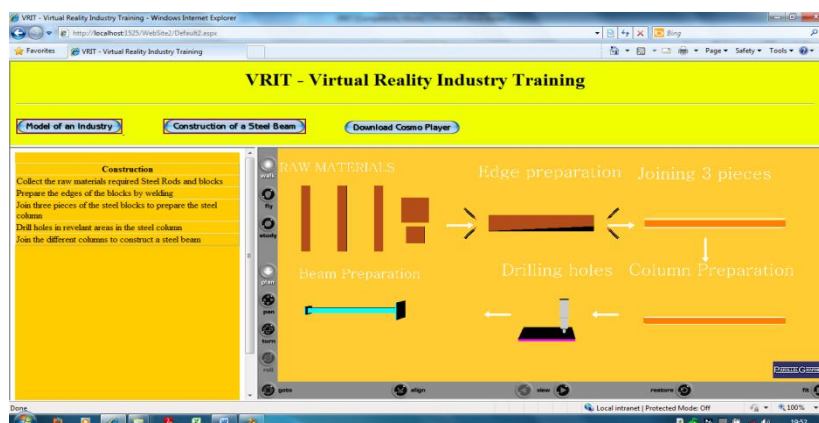 VRIT - Virtual Reality Industry Training - Windows Internet Explorer
http://localhost:1525/WebSite2/Default2.aspx
Bing
Favorites
VRIT - Virtual Reality Industry Training
Page
Safety
Tools
VRIT - Virtual Reality Industry Training
Model of an Industry
Construction of a Steel Beam
Download Cosmo Player
Construction
Collect the raw materials required Steel Rods and blocks
Prepare the edges of the blocks by welding
Join three pieces of the steel blocks to prepare the steel
column
Drill holes in revelant areas in the steel column
Join the different columns to construct a steel beam
walk
fly
study
plan
pan
turn
roll
RAW MATERIALS
Edge preparation
Joining 3 pieces
Beam Preparation
Drilling holes
Column Preparation
goto
align
view
restore
fit
Done
Local intranet | Protected Mode: Off
100%
19:52